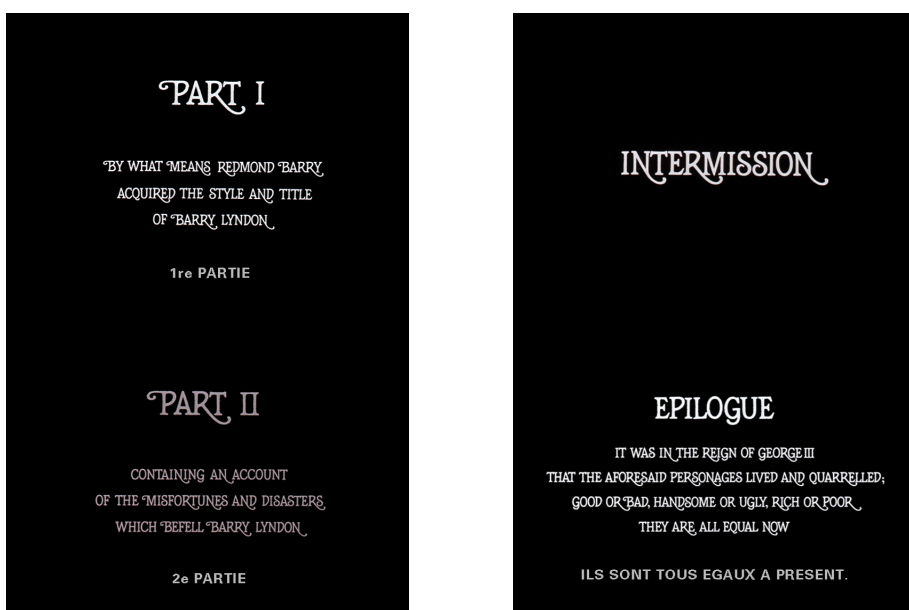 PART I
BY WHAT MEANS REDMOND BARRY
ACQUIRED THE STYLE AND TITLE
OF BARRY LYNDON
1re PARTIE
PART II
CONTAINING AN ACCOUNT
OF THE MISFORTUNES AND DISASTERS
WHICH BEFELL BARRY LYNDON
2e PARTIE
INTERMISSION
EPILOGUE
IT WAS IN THE REIGN OF GEORGE III
THAT THE AFORESAID PERSONAGES LIVED AND QUARRELLED;
GOOD OR BAD, HANDSOME OR UGLY, RICH OR POOR
THEY ARE ALL EQUAL NOW
ILS SONT TOUS EGAUX A PRESENT.